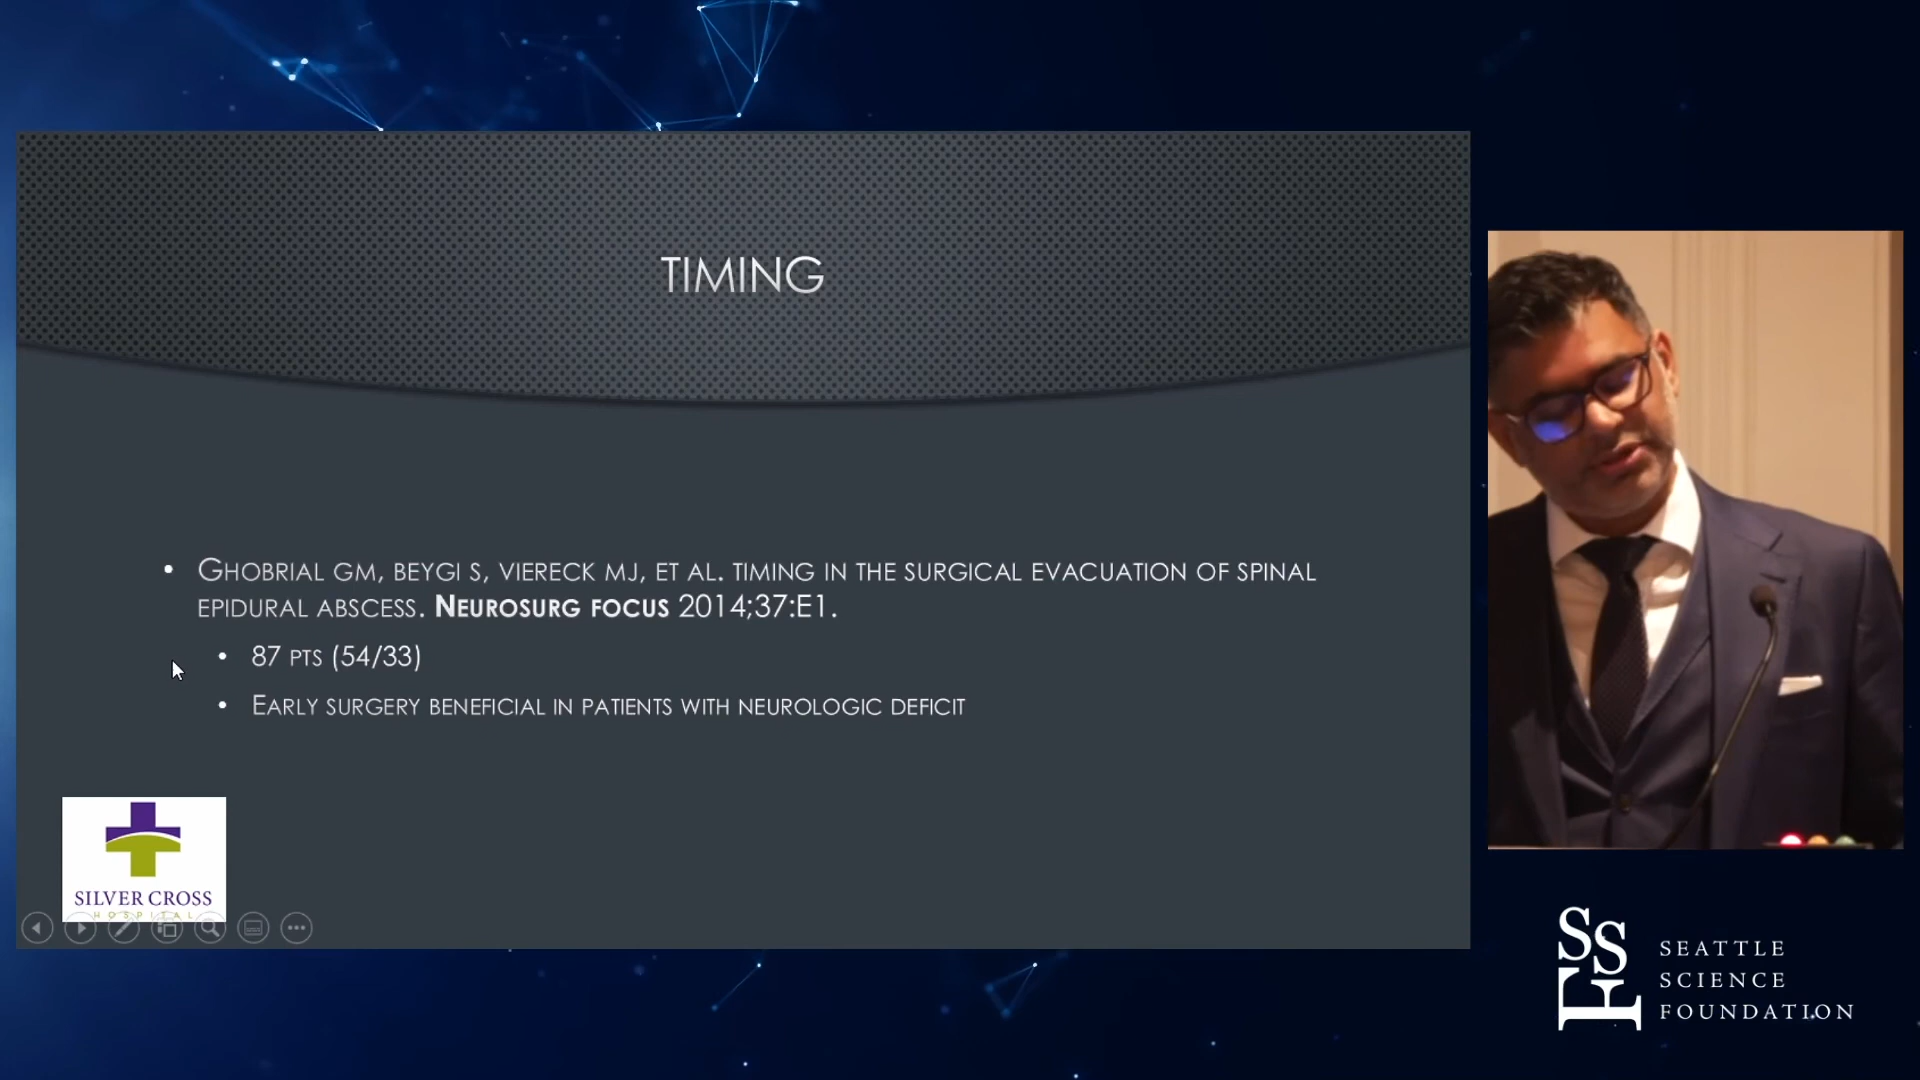 TIMING
• GHOBRIAL GM, BEYGI S, VIERECK MJ, ET AL. TIMING IN THE SURGICAL EVACUATION OF SPINAL
EPIDURAL ABSCESS. NEUROSURG FOCUS 2014;37:E1.
• 87 PTS (54/33)
• EARLY SURGERY BENEFICIAL IN PATIENTS WITH NEUROLOGIC DEFICIT
SILVER CROSS
HOSPITAL
SSF
SEATTLE
SCIENCE
FOUNDATION